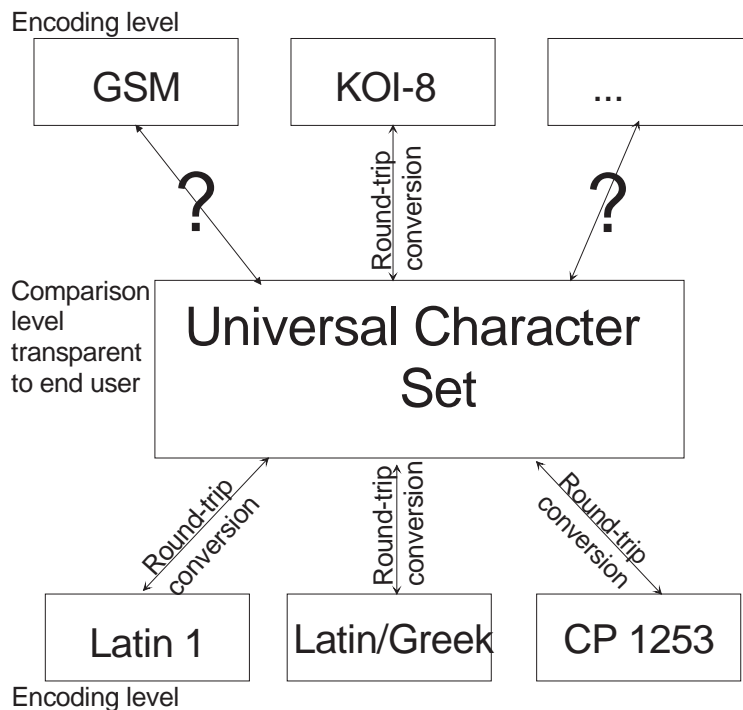 Encoding level
GSM
KOI-8
...
?
Round-trip
conversion
?
Comparison
level
transparent
to end user
Universal Character
Set
Round-trip
conversion
Round-trip
conversion
Round-trip
conversion
Latin 1
Latin/Greek
CP 1253
Encoding level